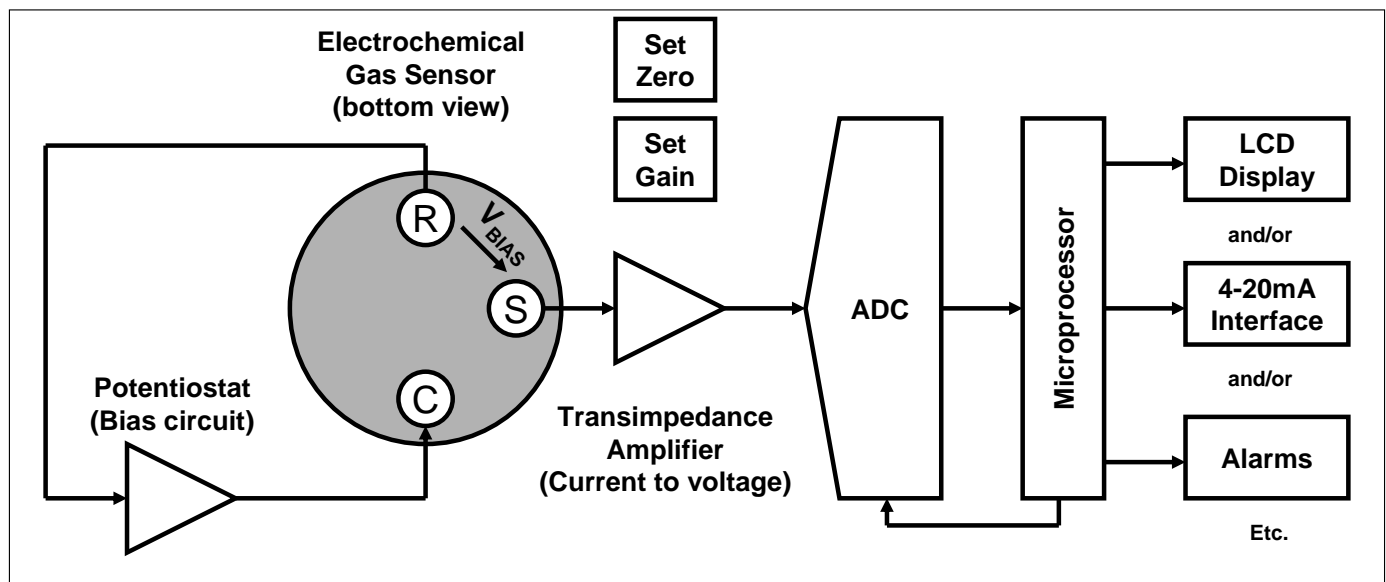 Electrochemical
Gas Sensor
(bottom view)
Set
Zero
Set
Gain
R
V BIAS
S
C
Potentiostat
(Bias circuit)
Transimpedance
Amplifier
(Current to voltage)
ADC
Microprocessor
LCD
Display
and/or
4-20mA
Interface
and/or
Alarms
Etc.